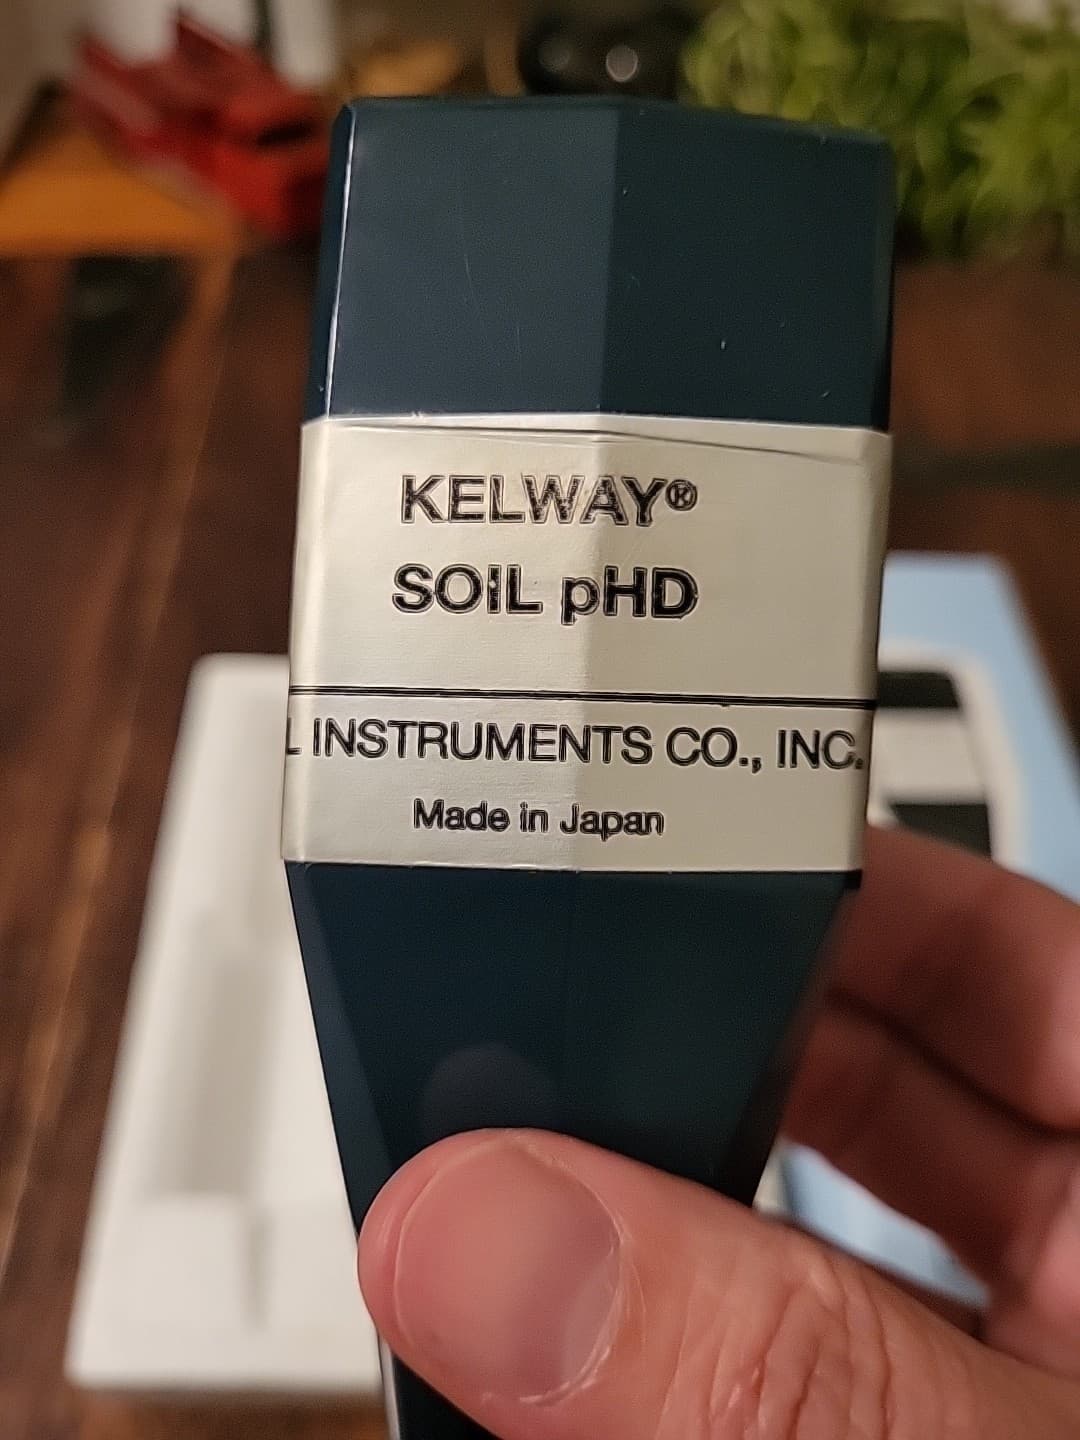 KELWAY®
SOIL pHD
L INSTRUMENTS CO., INC.
Made in Japan